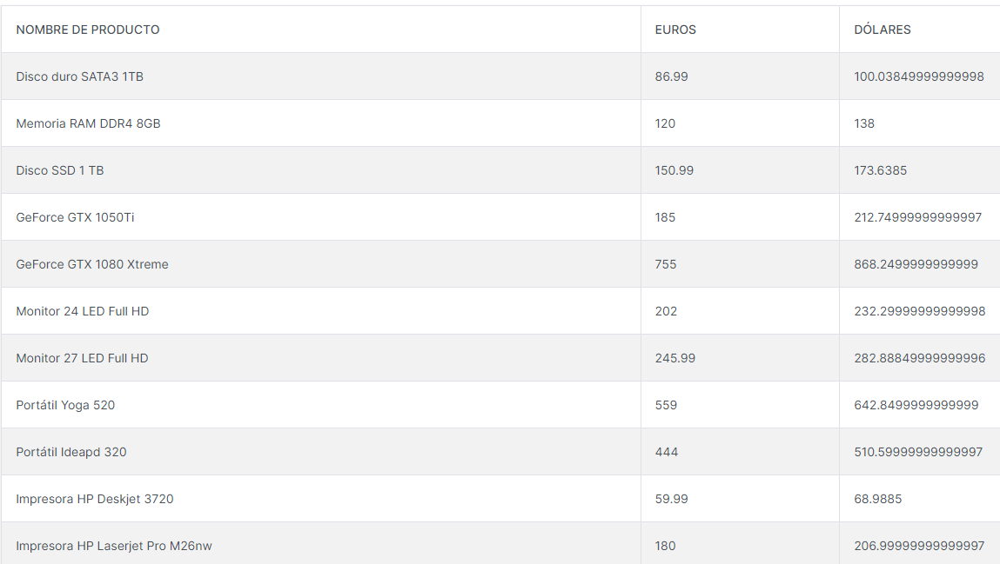 NOMBRE DE PRODUCTO EUROS DÓLARES
Disco duro SATA3 1TB 86.99 100.03849999999998
Memoria RAM DDR4 8GB 120 138
Disco SSD 1 TB 150.99 173.6385
GeForce GTX 1050Ti 185 212.74999999999997
GeForce GTX 1080 Xtreme 755 868.2499999999999
Monitor 24 LED Full HD 202 232.29999999999998
Monitor 27 LED Full HD 245.99 282.88849999999996
Portátil Yoga 520 559 642.8499999999999
Portátil Ideapd 320 444 510.59999999999997
Impresora HP Deskjet 3720 59.99 68.9885
Impresora HP Laserjet Pro M26nw 180 206.99999999999997